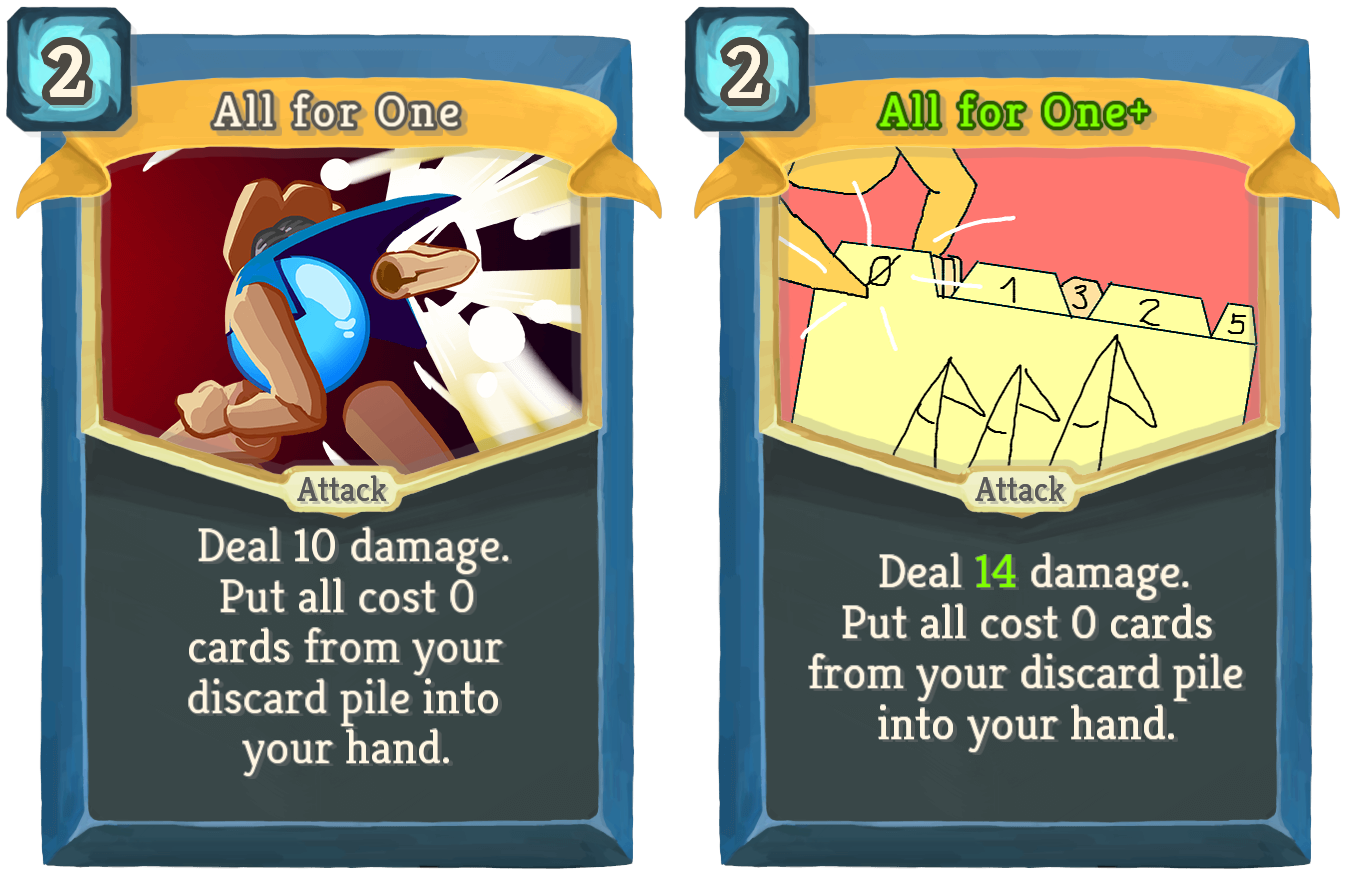 2
All for One
Attack
Deal 10 damage.
Put all cost 0
cards from your
discard pile into
your hand.
2
All for One+
0
1
3
2
5
Attack
Deal 14 damage.
Put all cost 0 cards
from your discard pile
into your hand.